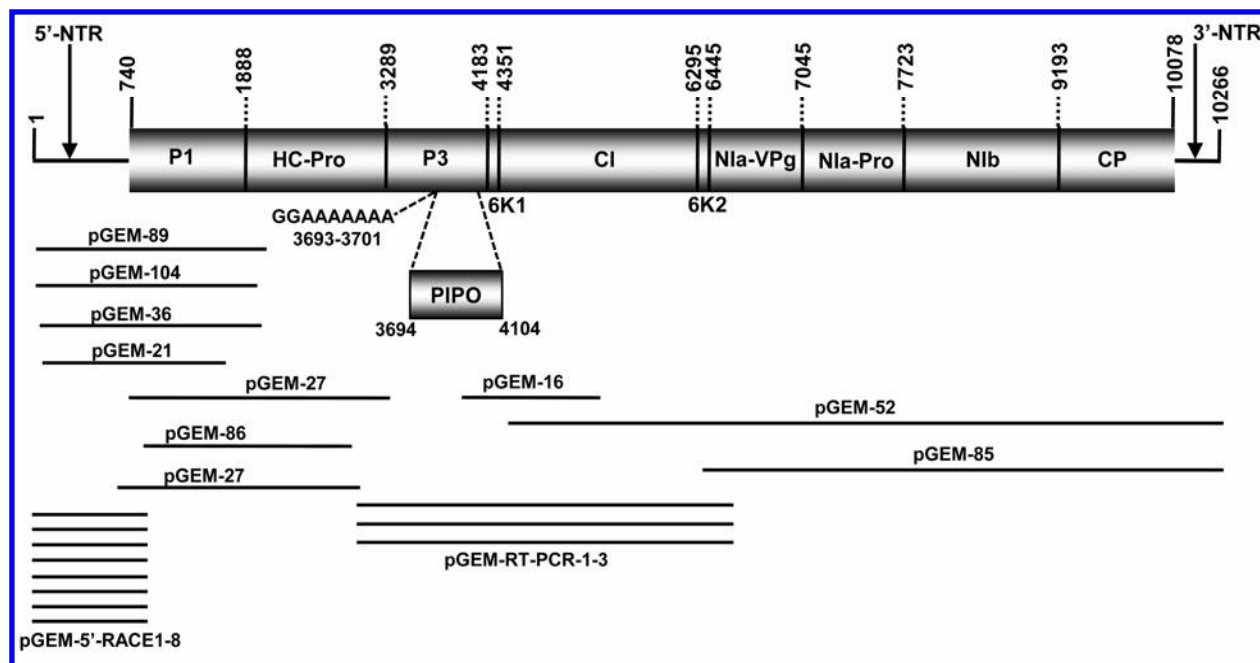 5’-NTR
3’-NTR
1
740
1888
3289
4183
4351
6295
6445
7045
7723
9193
10078
10266
P1
HC-Pro
P3
CI
NIa-VPg
NIa-Pro
NIb
CP
6K1
6K2
GGAAAAAAA
3693-3701
PIPO
3694
4104
pGEM-89
pGEM-104
pGEM-36
pGEM-21
pGEM-27
pGEM-16
pGEM-52
pGEM-86
pGEM-85
pGEM-27
pGEM-RT-PCR-1-3
pGEM-5’-RACE1-8